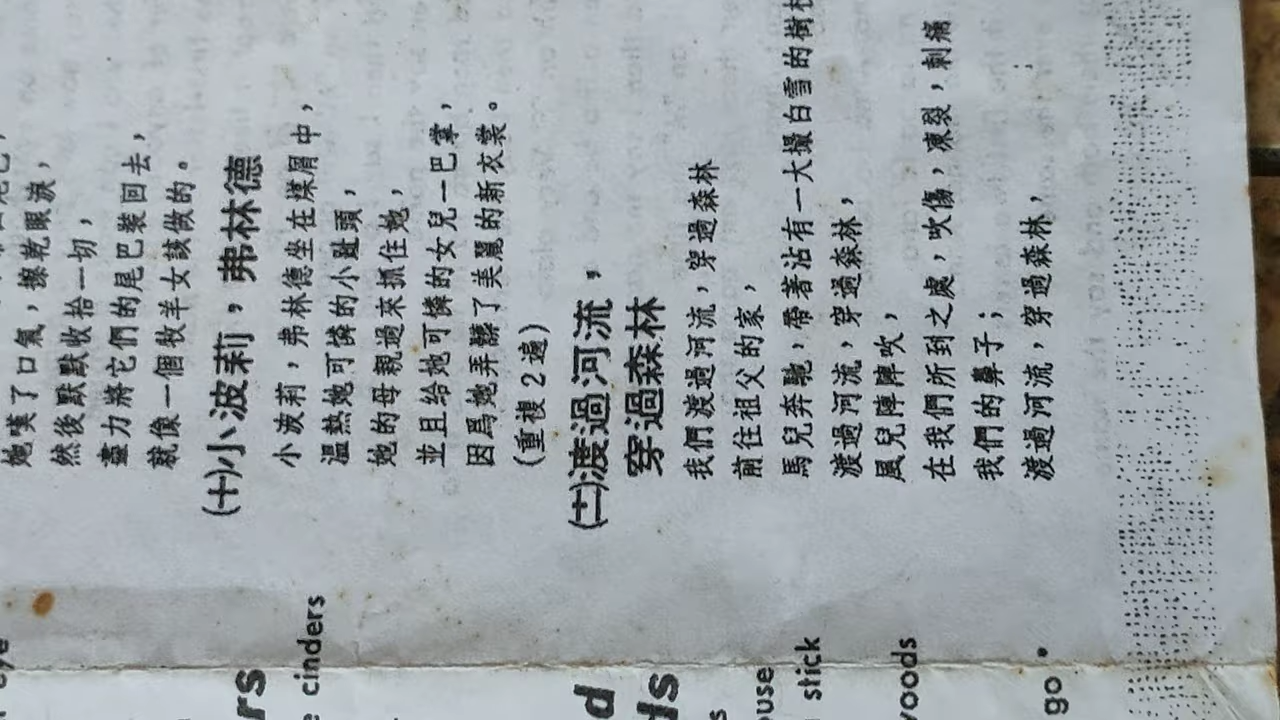 她嘆了口氣，擦乾眼淚，
然後默默收拾一切，
盡力將它們的尾巴裝回去，
就像一個牧羊女該做的。
(十)小波莉，弗林德
小波莉，弗林德坐在煤屑中，
溫熱她可憐的小趾頭，
她的母親過來抓住她，
並且給她可憐的女兒一巴掌，
因爲她弄髒了美麗的新衣裳。
(重複2遍)
(二)渡過河流，
穿過森林
我們渡過河流，穿過森林
前往祖父的家，
馬兒奔馳，帶著沾有一大撮白雪的樹枝
渡過河流，穿過森林，
風兒陣陣吹，
在我們所到之處，吹傷，凍裂，刺痛
我們的鼻子；
渡過河流，穿過森林，
rs
cinders
d
ds
ouse
stick
woods
go.